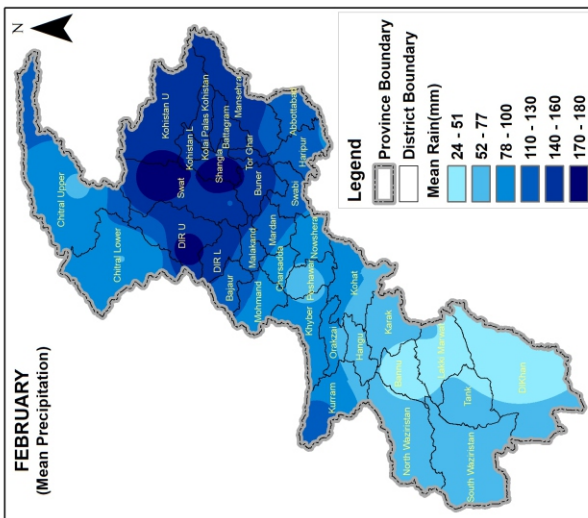 FEBRUARY
(Mean Precipitation)
N
Chitral Upper
Chitral Lower
Kohistan U
Swat
Kohistan L
Kolai Palas Kohistan
DIR U
Shangla
Battagram
Mansehra
DIR L
Tor Ghar
Buner
Bajaur
Malakand
Abbottabad
Mohmand
Mardan
Swabi
Haripur
Charsadda
Peshawar
Nowshera
Khyber
Kohat
Orakzai
Hangu
Kurram
Karak
Bannu
Lakki Marwat
North Waziristan
Tank
South Waziristan
DIKhan
Legend
Province Boundary
District Boundary
Mean Rain(mm)
24 - 51
52 - 77
78 - 100
110 - 130
140 - 160
170 - 180